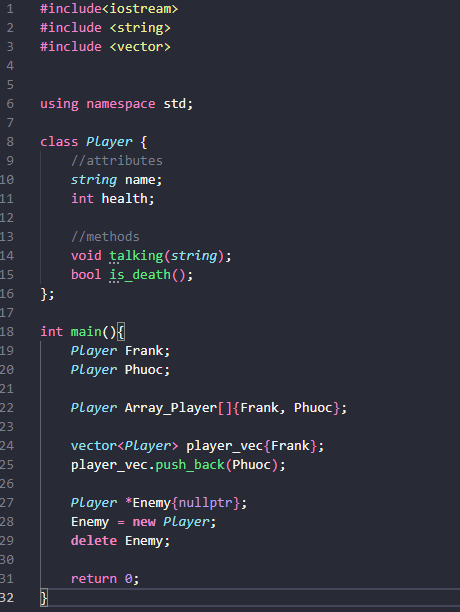 1 #include<iostream>
2 #include <string>
3 #include <vector>
4
5
6 using namespace std;
7
8 class Player {
9     //attributes
10     string name;
11     int health;
12
13     //methods
14     void talking(string);
15     bool is_death();
16 };
17
18 int main(){
19     Player Frank;
20     Player Phuoc;
21
22     Player Array_Player[]{Frank, Phuoc};
23
24     vector<Player> player_vec{Frank};
25     player_vec.push_back(Phuoc);
26
27     Player *Enemy{nullptr};
28     Enemy = new Player;
29     delete Enemy;
30
31     return 0;
32 }